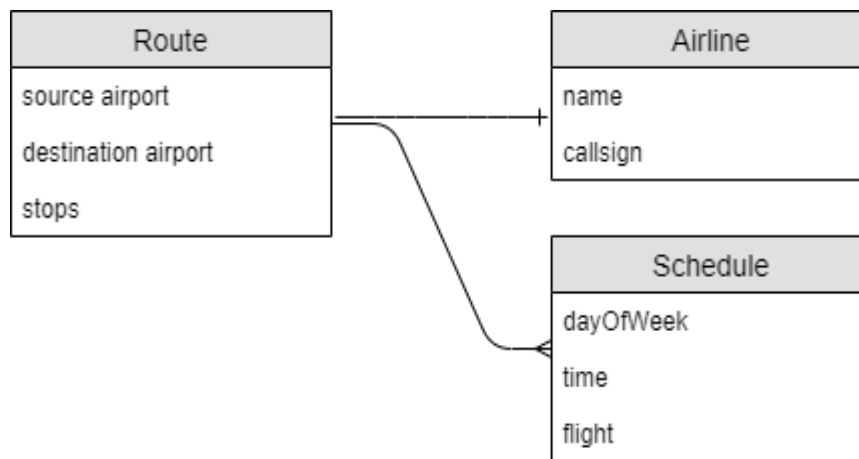 Route
source airport
destination airport
stops
Airline
name
callsign
Schedule
dayOfWeek
time
flight